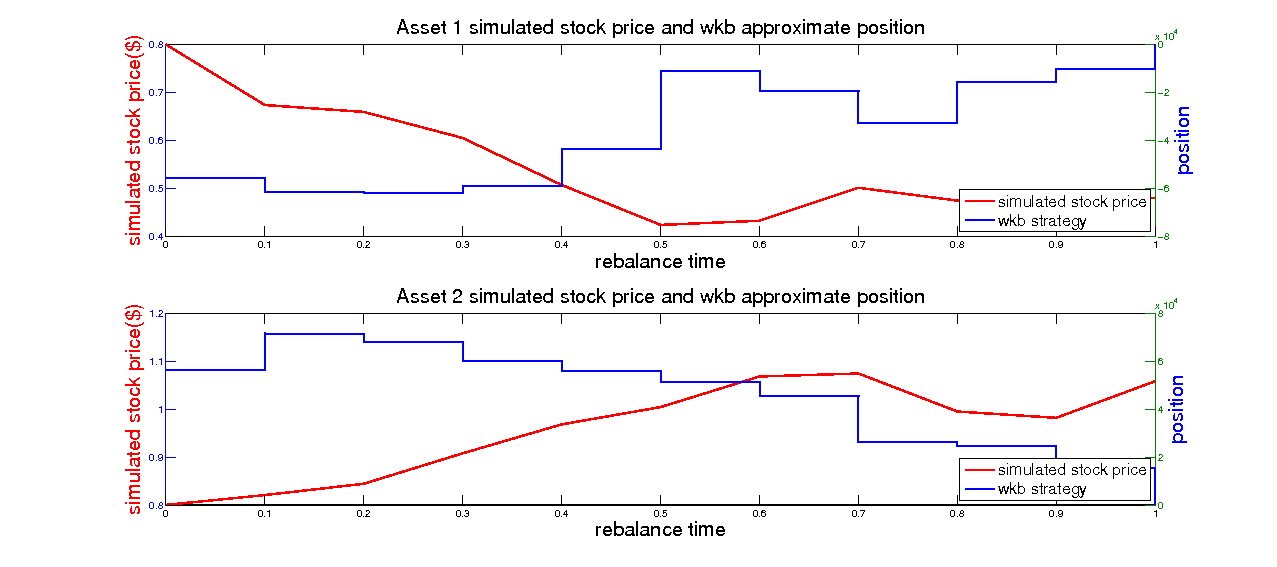 Asset 1 simulated stock price and wkb approximate position
x 10^4
simulated stock price($)
0.8
0.7
0.6
0.5
0.4
0
-2
-4
-6
-8
position
simulated stock price
wkb strategy
0 0.1 0.2 0.3 0.4 0.5 0.6 0.7 0.8 0.9 1
rebalance time
Asset 2 simulated stock price and wkb approximate position
x 10^4
simulated stock price($)
1.2
1.1
1
0.9
0.8
8
6
4
2
0
position
simulated stock price
wkb strategy
0 0.1 0.2 0.3 0.4 0.5 0.6 0.7 0.8 0.9 1
rebalance time